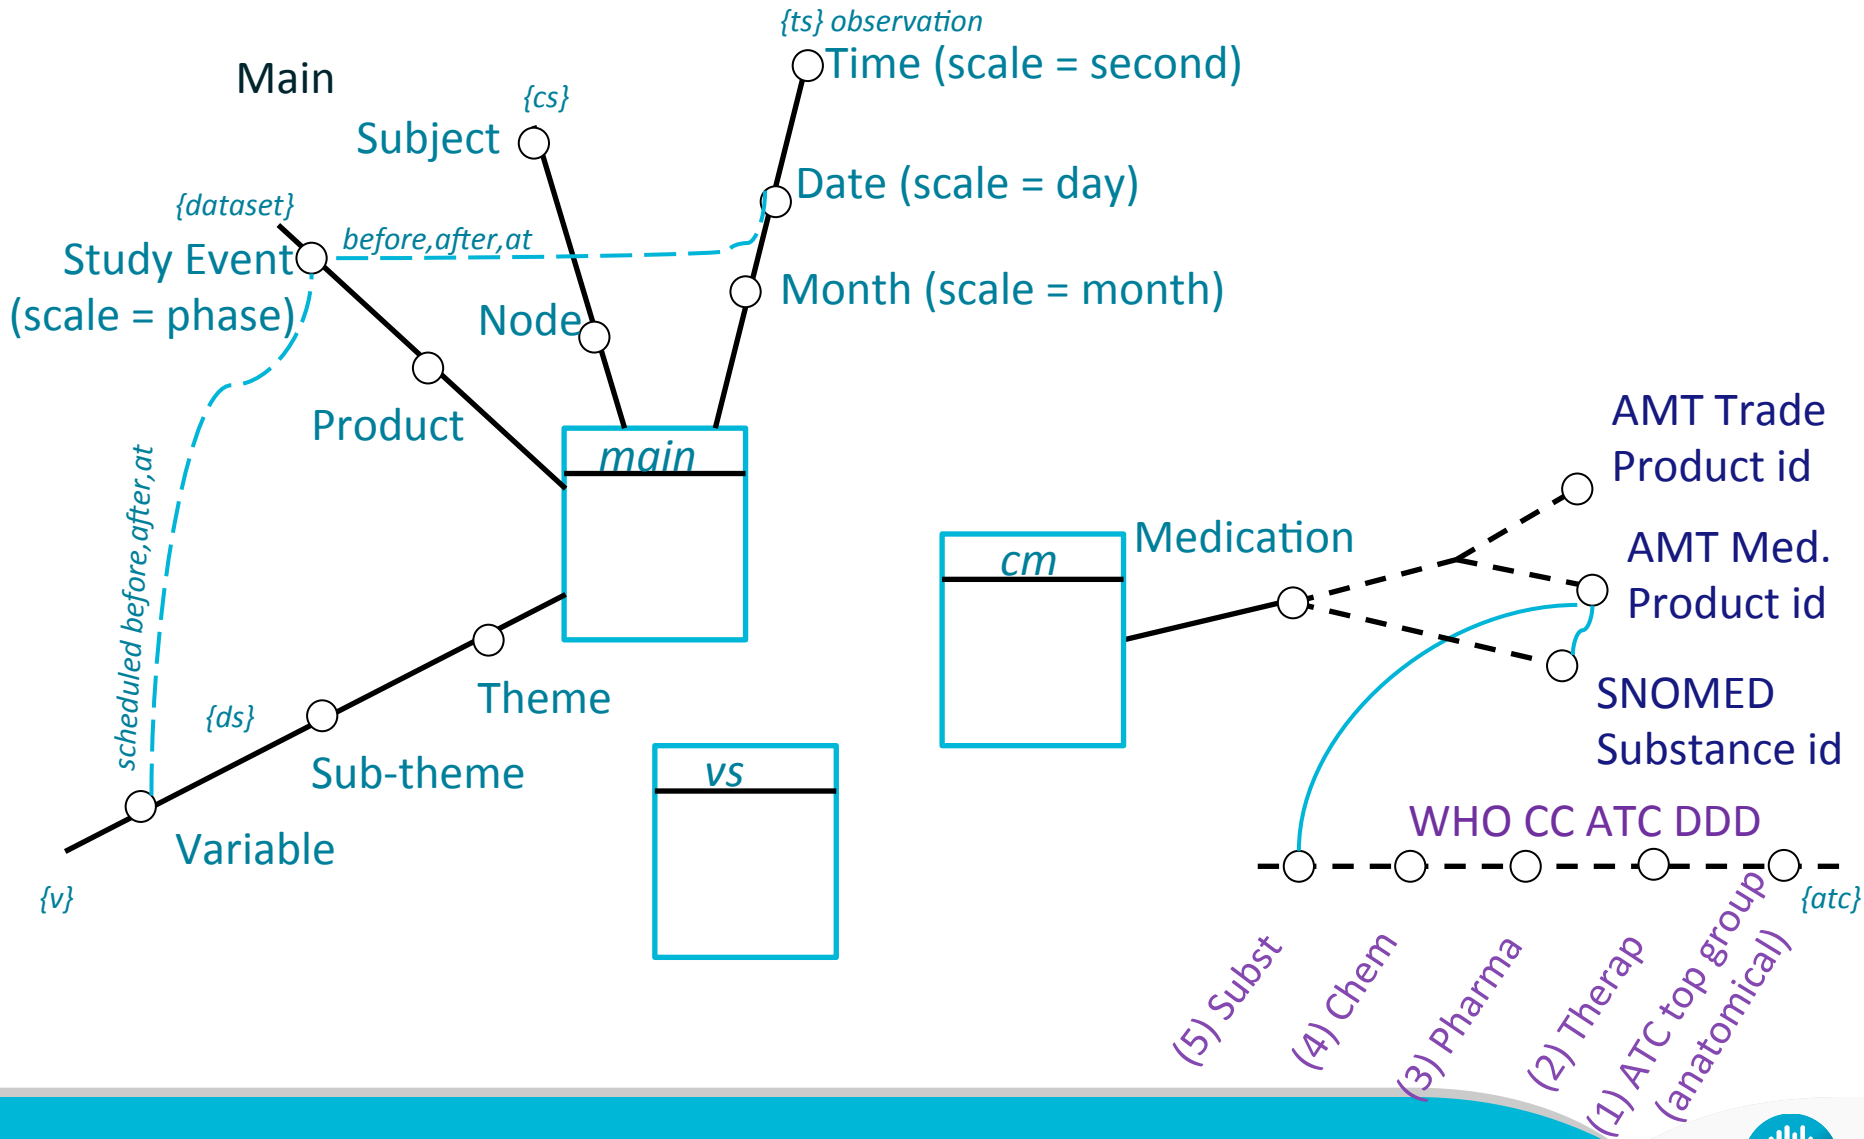 {ts} observation
Time (scale = second)
Main
{cs}
Subject
Date (scale = day)
{dataset}
before,after,at
Study Event
(scale = phase)
Month (scale = month)
Node
Product
main
scheduled before,after,at
AMT Trade
Product id
Medication
cm
AMT Med.
Product id
Theme
{ds}
SNOMED
Substance id
Sub-theme
vs
WHO CC ATC DDD
Variable
{v}
{atc}
(5) Subst
(4) Chem
(3) Pharma
(2) Therap
(1) ATC top group
(anatomical)